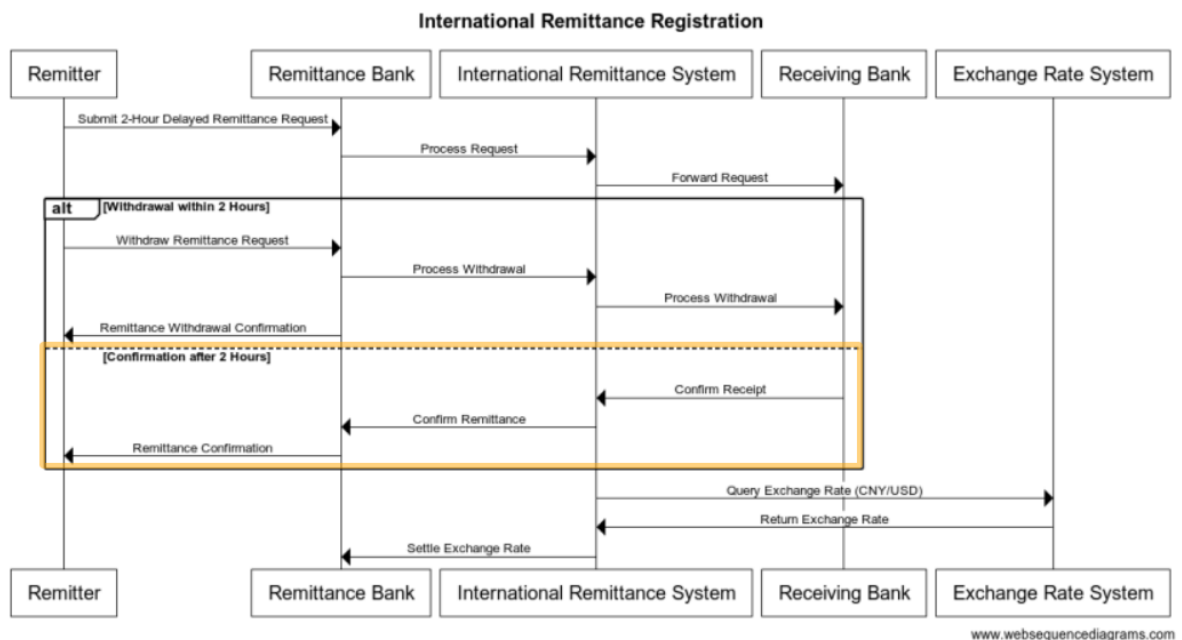 International Remittance Registration
Remitter
Remittance Bank
International Remittance System
Receiving Bank
Exchange Rate System
Submit 2-Hour Delayed Remittance Request
Process Request
Forward Request
alt [Withdrawal within 2 Hours]
Withdraw Remittance Request
Process Withdrawal
Process Withdrawal
Remittance Withdrawal Confirmation
[Confirmation after 2 Hours]
Confirm Receipt
Confirm Remittance
Remittance Confirmation
Query Exchange Rate (CNY/USD)
Return Exchange Rate
Settle Exchange Rate
Remitter
Remittance Bank
International Remittance System
Receiving Bank
Exchange Rate System
www.websequencediagrams.com